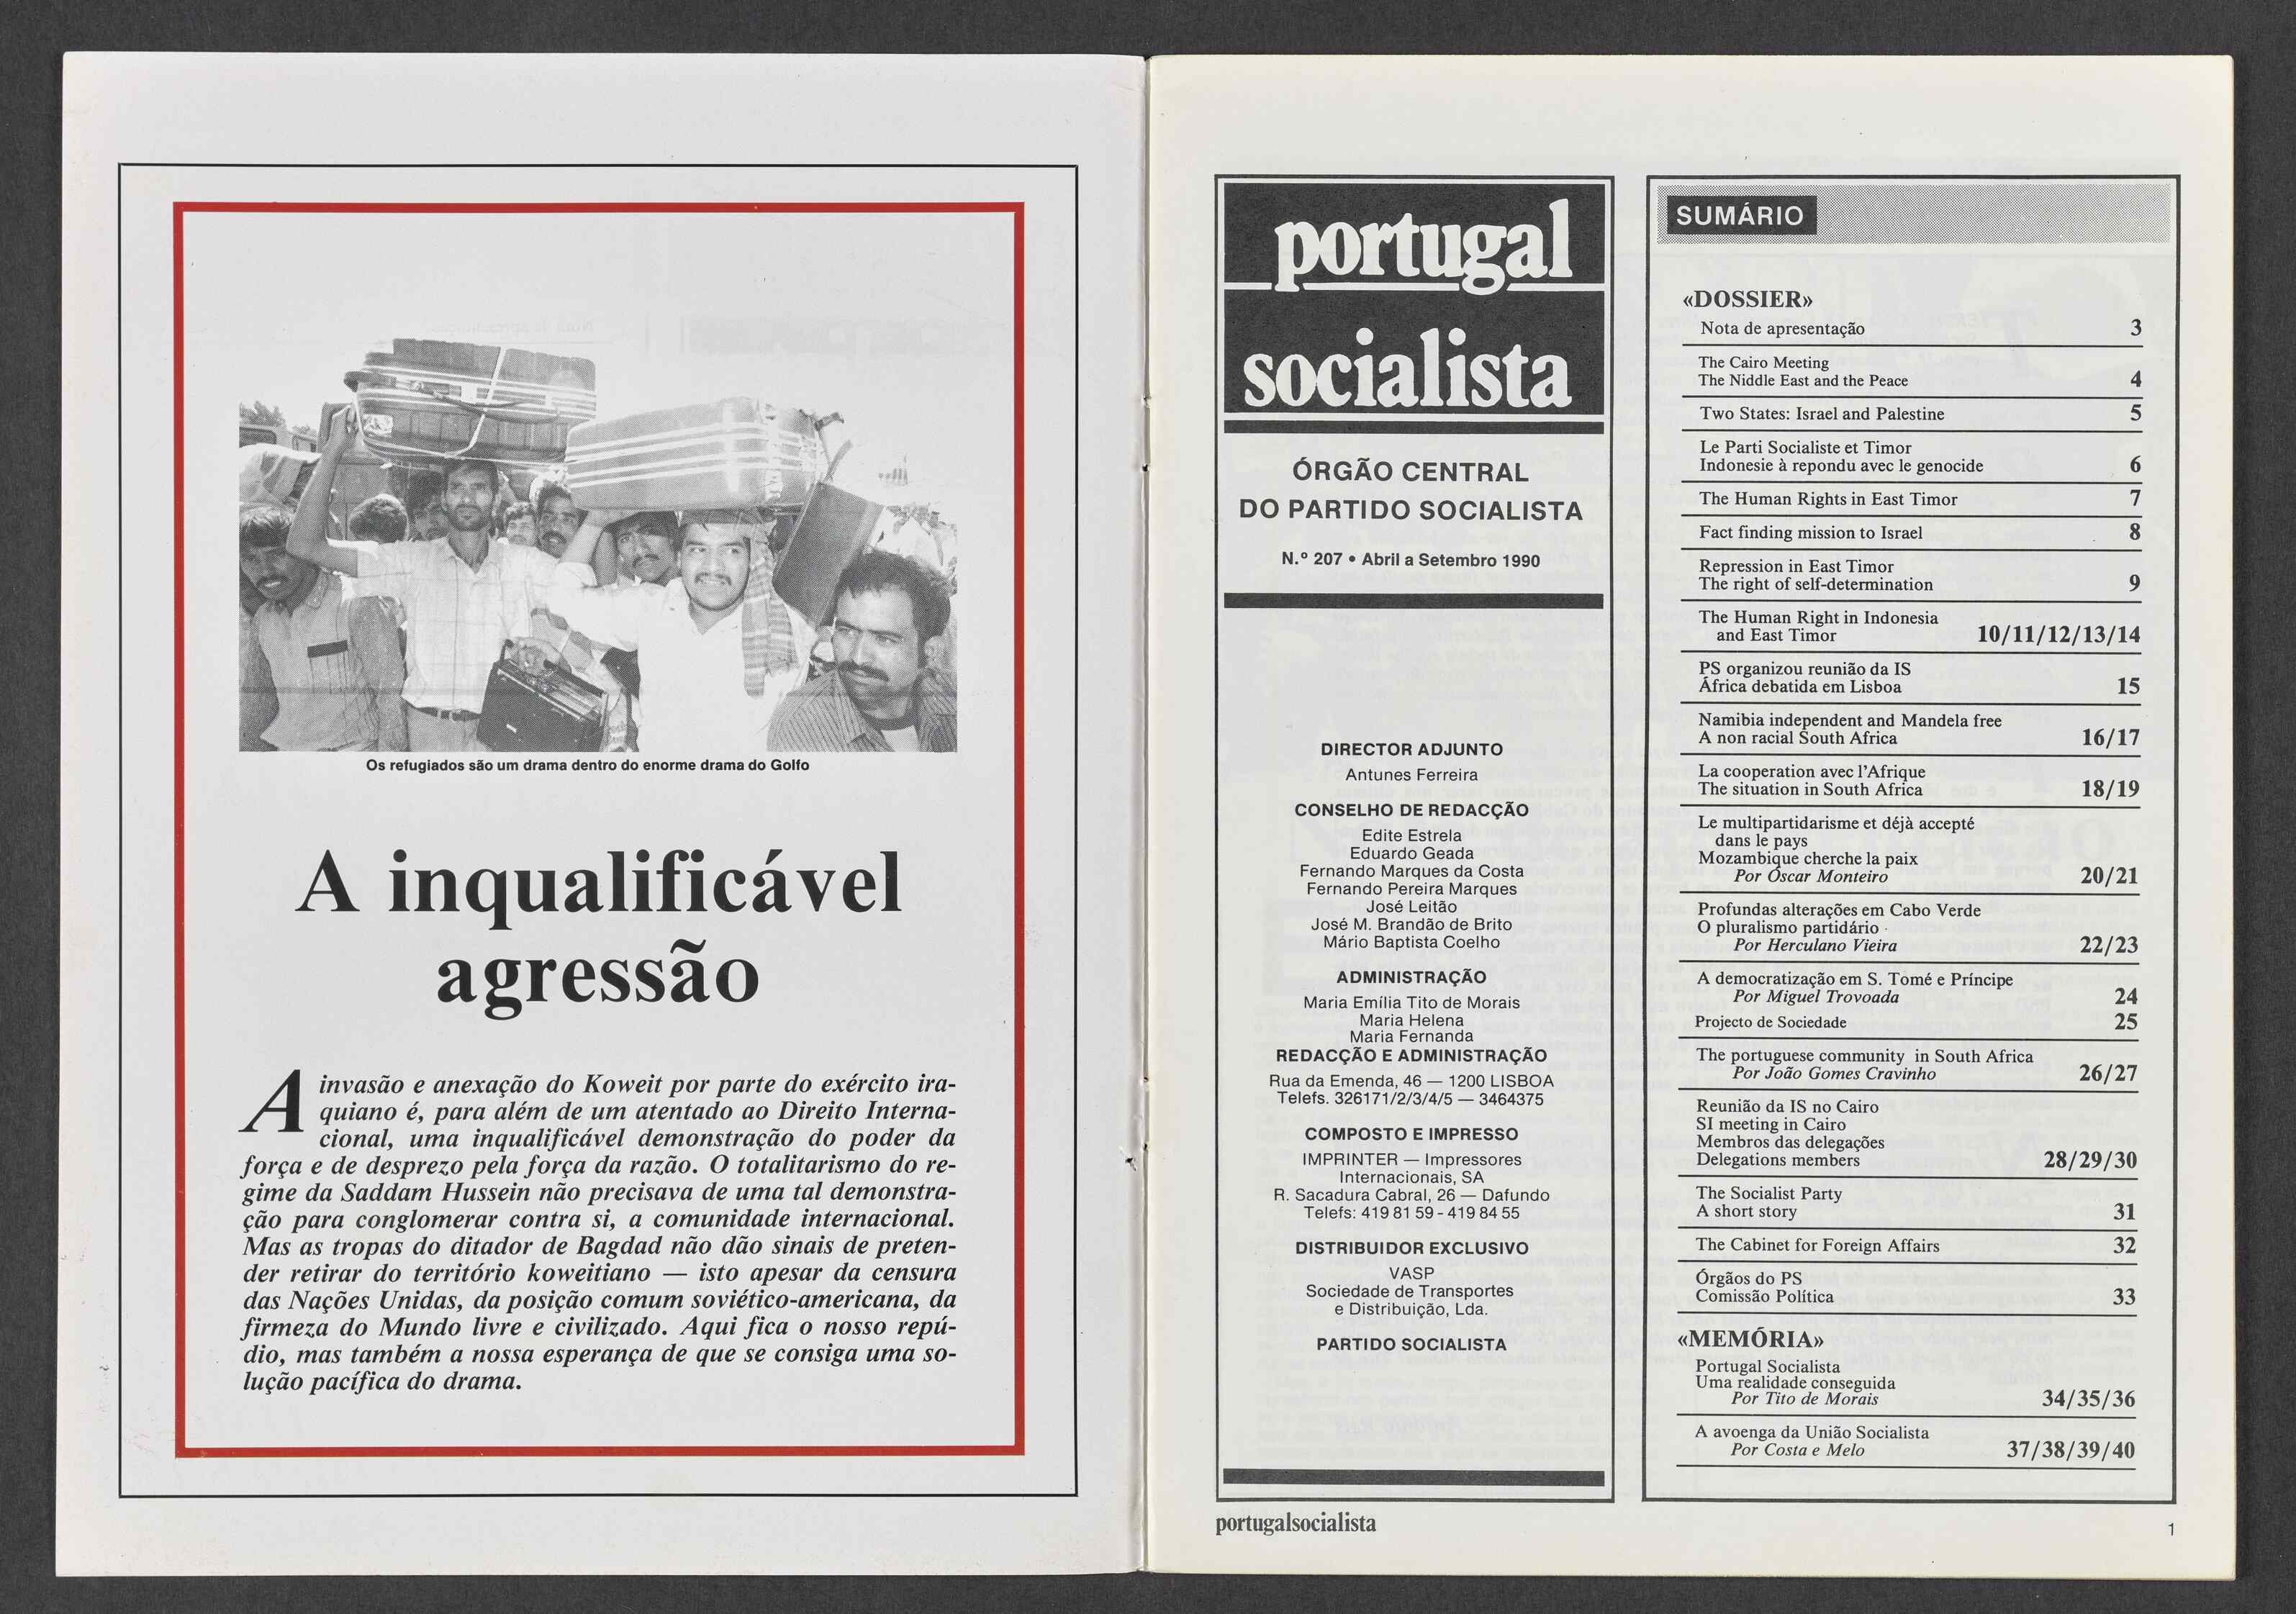 Os refugiados são um drama dentro do enorme drama do Golfo
A inqualificável
agressão
A invasão e anexação do Koweit por parte do exército ira-
quiano é, para além de um atentado ao Direito Interna-
cional, uma inqualificável demonstração do poder da
força e de desprezo pela força da razão. O totalitarismo do re-
gime da Saddam Hussein não precisava de uma tal demonstra-
ção para conglomerar contra si, a comunidade internacional.
Mas as tropas do ditador de Bagdad não dão sinais de preten-
der retirar do território koweitiano — isto apesar da censura
das Nações Unidas, da posição comum soviético-americana, da
firmeza do Mundo livre e civilizado. Aqui fica o nosso repú-
dio, mas também a nossa esperança de que se consiga uma so-
lução pacífica do drama.
portugal
socialista
ÓRGÃO CENTRAL
DO PARTIDO SOCIALISTA
N.º 207 • Abril a Setembro 1990
DIRECTOR ADJUNTO
Antunes Ferreira
CONSELHO DE REDACÇÃO
Edite Estrela
Eduardo Geada
Fernando Marques da Costa
Fernando Pereira Marques
José Leitão
José M. Brandão de Brito
Mário Baptista Coelho
ADMINISTRAÇÃO
Maria Emília Tito de Morais
Maria Helena
Maria Fernanda
REDACÇÃO E ADMINISTRAÇÃO
Rua da Emenda, 46 — 1200 LISBOA
Telefs. 326171/2/3/4/5 — 3464375
COMPOSTO E IMPRESSO
IMPRINTER — Impressores
Internacionais, SA
R. Sacadura Cabral, 26 — Dafundo
Telefs: 419 81 59 - 419 84 55
DISTRIBUIDOR EXCLUSIVO
VASP
Sociedade de Transportes
e Distribuição, Lda.
PARTIDO SOCIALISTA
portugalsocialista
SUMÁRIO
«DOSSIER»
Nota de apresentação 3
The Cairo Meeting
The Niddle East and the Peace 4
Two States: Israel and Palestine 5
Le Parti Socialiste et Timor
Indonesie à repondu avec le genocide 6
The Human Rights in East Timor 7
Fact finding mission to Israel 8
Repression in East Timor
The right of self-determination 9
The Human Right in Indonesia
and East Timor 10/11/12/13/14
PS organizou reunião da IS
África debatida em Lisboa 15
Namibia independent and Mandela free
A non racial South Africa 16/17
La cooperation avec l'Afrique
The situation in South Africa 18/19
Le multipartidarisme et déjà accepté
dans le pays
Mozambique cherche la paix
Por Óscar Monteiro 20/21
Profundas alterações em Cabo Verde
O pluralismo partidário
Por Herculano Vieira 22/23
A democratização em S. Tomé e Príncipe
Por Miguel Trovoada 24
Projecto de Sociedade 25
The portuguese community in South Africa
Por João Gomes Cravinho 26/27
Reunião da IS no Cairo
SI meeting in Cairo
Membros das delegações
Delegations members 28/29/30
The Socialist Party
A short story 31
The Cabinet for Foreign Affairs 32
Órgãos do PS
Comissão Política 33
«MEMÓRIA»
Portugal Socialista
Uma realidade conseguida
Por Tito de Morais 34/35/36
A avoenga da União Socialista
Por Costa e Melo 37/38/39/40
1